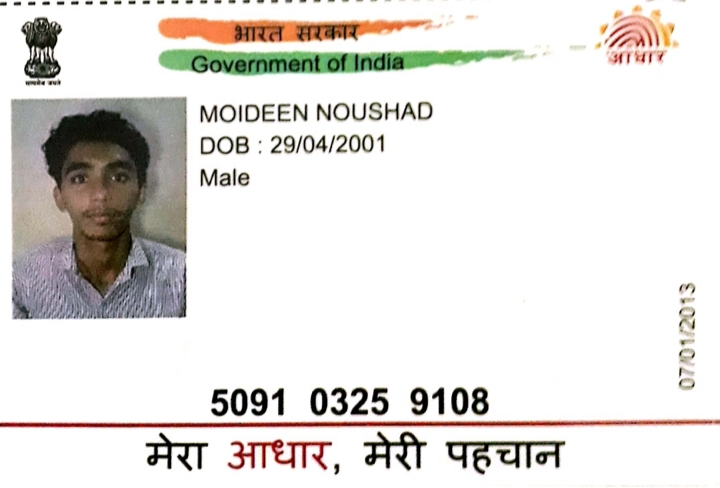 भारत सरकार
Government of India
सत्यमेव जयते
आधार
MOIDEEN NOUSHAD
DOB : 29/04/2001
Male
07/01/2013
5091 0325 9108
मेरा आधार, मेरी पहचान